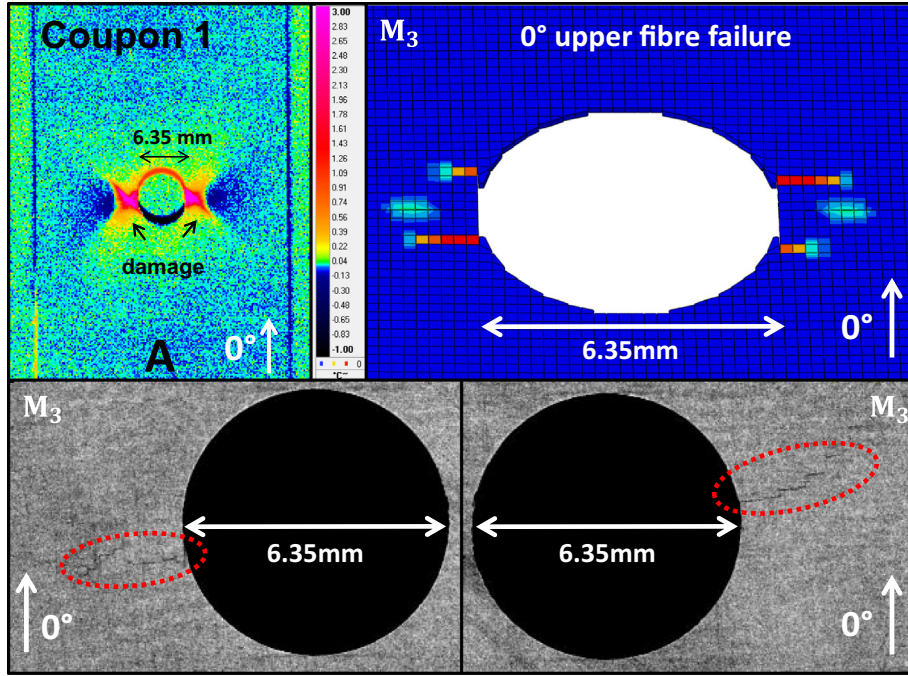 Coupon 1
6.35 mm
damage
A
0°
3.00
2.83
2.65
2.48
2.30
2.13
1.96
1.78
1.61
1.43
1.26
1.09
0.91
0.74
0.56
0.39
0.22
0.04
-0.13
-0.30
-0.48
-0.65
-0.83
-1.00
0
°C~
M₃
0° upper fibre failure
6.35mm
0°
M₃
6.35mm
0°
M₃
6.35mm
0°